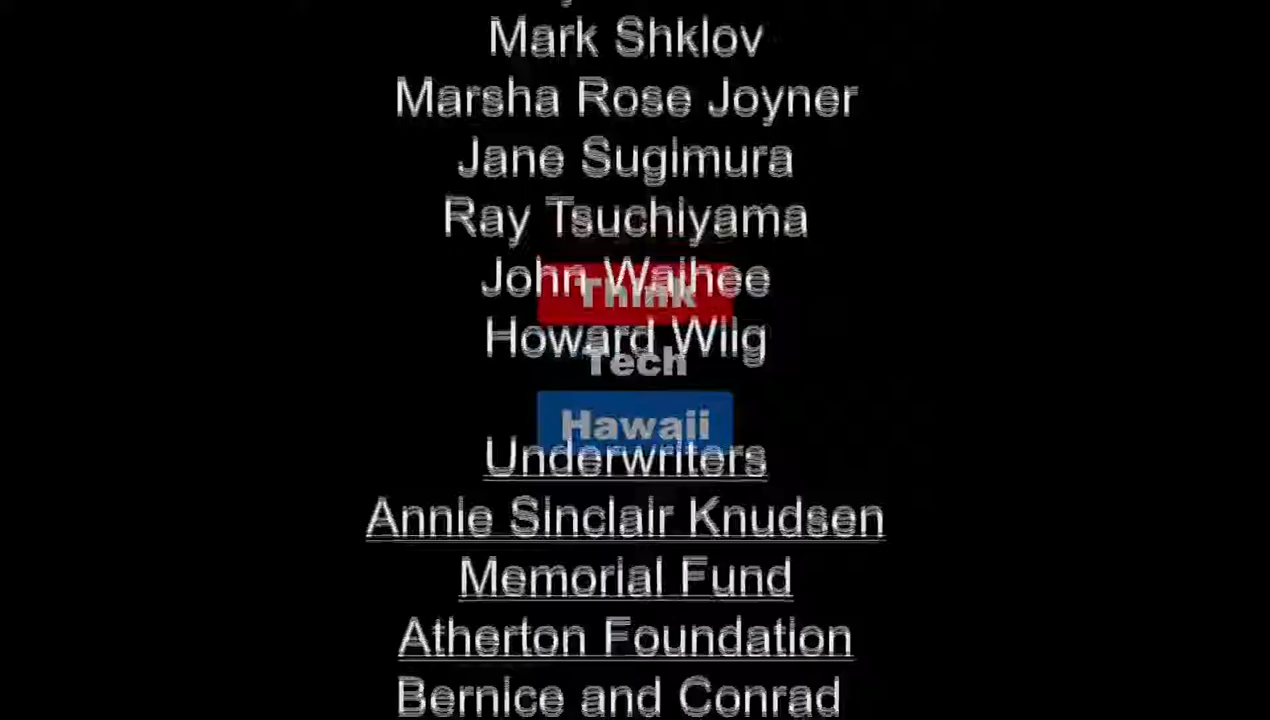 Mark Shklov
Marsha Rose Joyner
Jane Sugimura
Ray Tsuchiyama
John Waihee
Think
Howard Wiig
Tech
Hawaii
Underwriters
Annie Sinclair Knudsen
Memorial Fund
Atherton Foundation
Bernice and Conrad